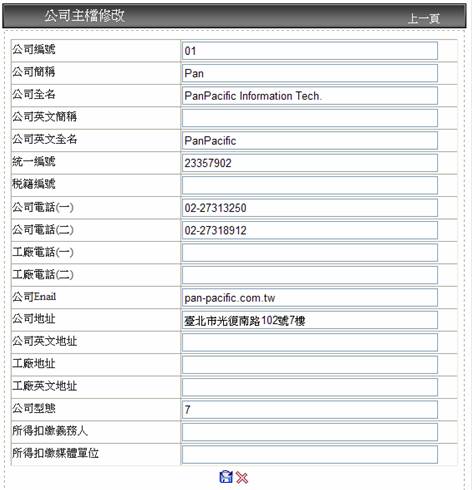 公司主檔修改 上一頁
公司編號 01
公司簡稱 Pan
公司全名 PanPacific Information Tech.
公司英文簡稱
公司英文全名 PanPacific
統一編號 23357902
稅籍編號
公司電話(一) 02-27313250
公司電話(二) 02-27318912
工廠電話(一)
工廠電話(二)
公司Enail pan-pacific.com.tw
公司地址 臺北市光復南路102號7樓
公司英文地址
工廠地址
工廠英文地址
公司型態 7
所得扣繳義務人
所得扣繳媒體單位